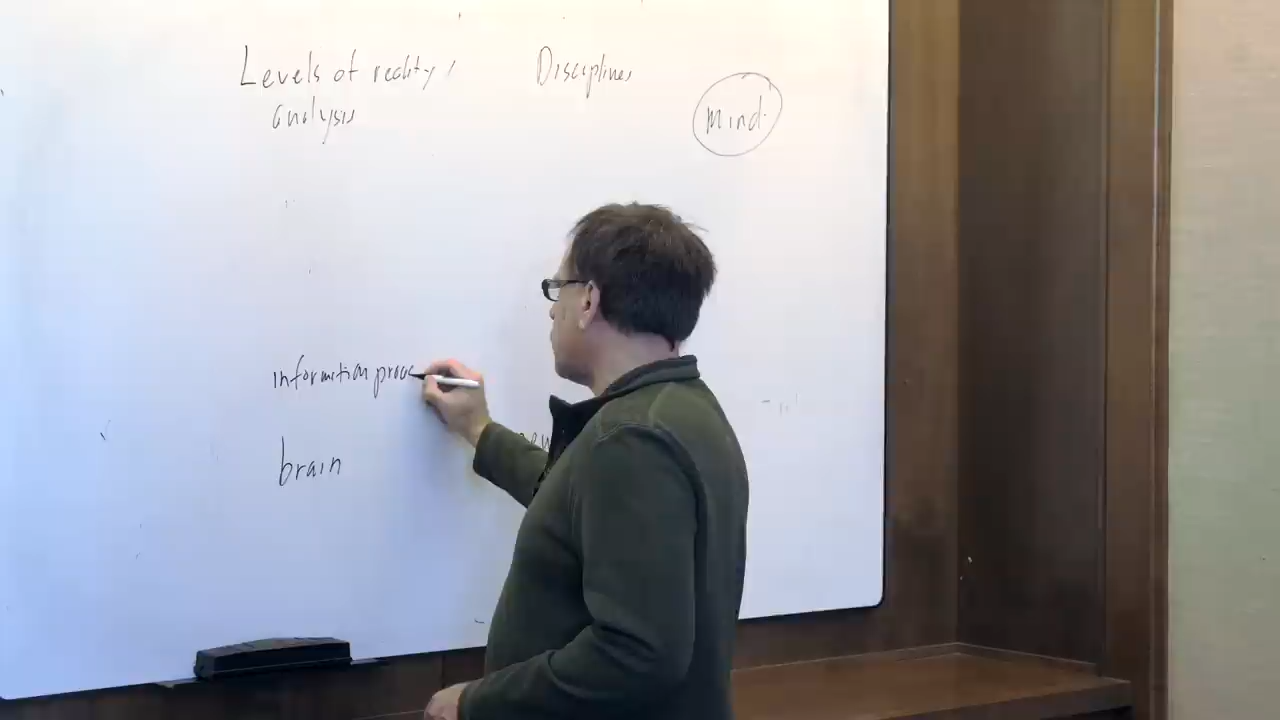 Levels of reality / Disciplines
analysis
mind
information proce
brain